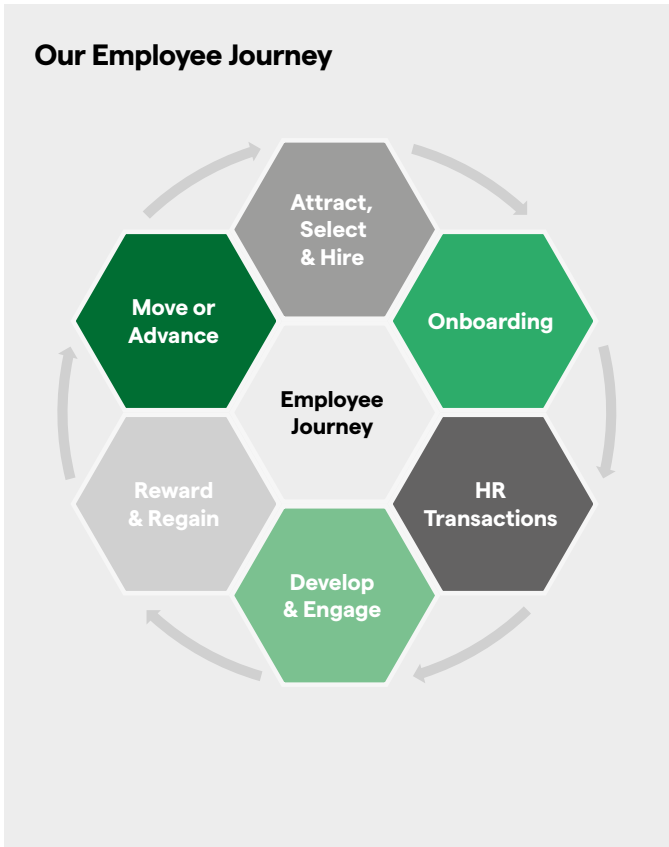 Our Employee Journey
Attract,
Select
& Hire
Onboarding
HR
Transactions
Develop
& Engage
Reward
& Regain
Move or
Advance
Employee
Journey